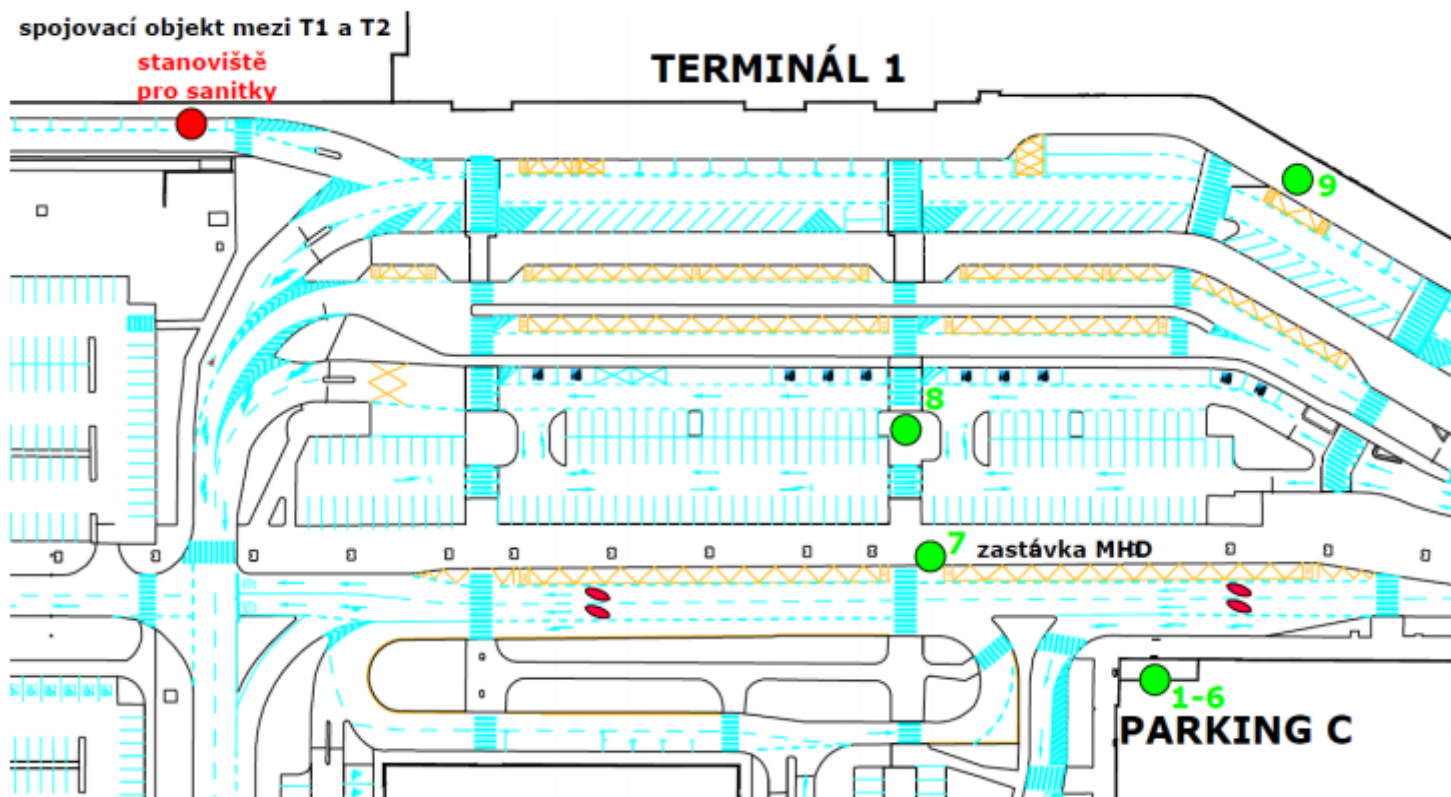 spojovací objekt mezi T1 a T2
stanoviště
pro sanitky
TERMINÁL 1
9
8
7
zastávka MHD
1-6
PARKING C